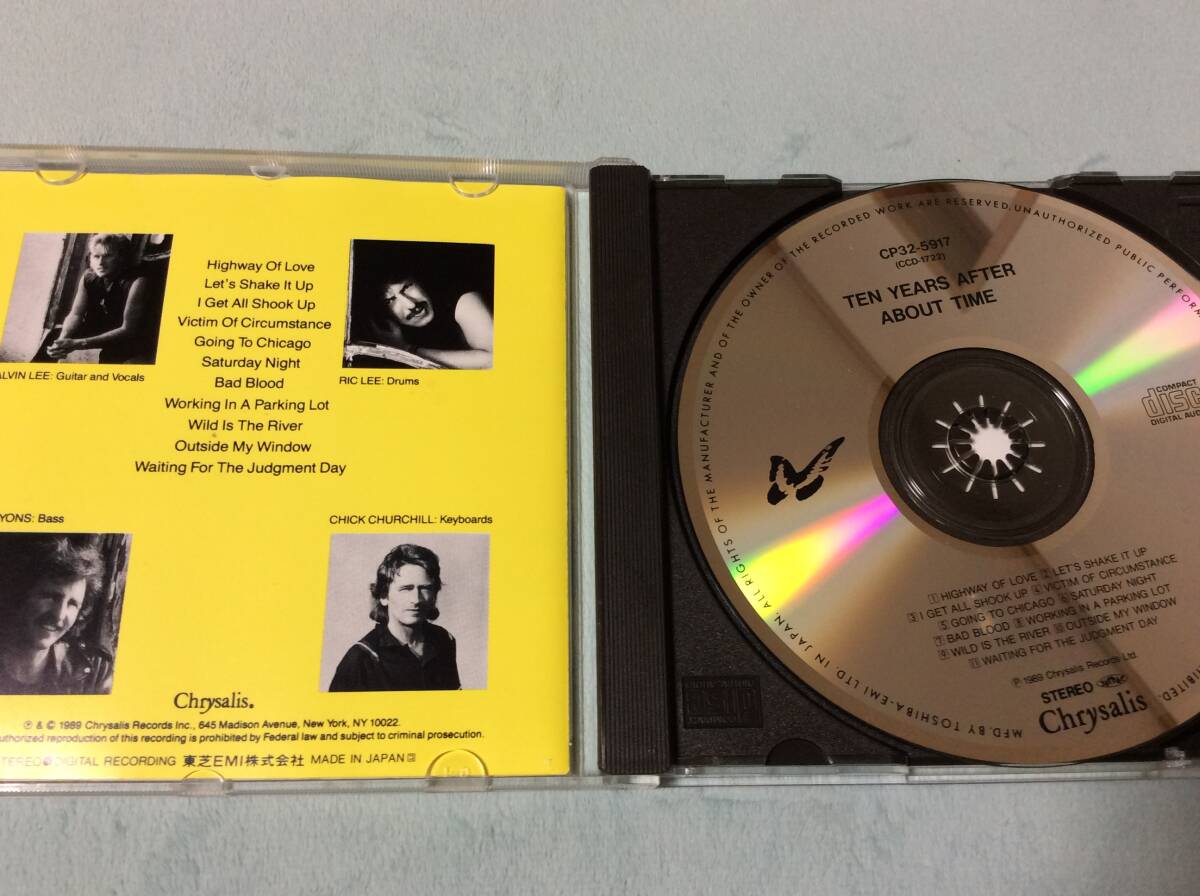 Highway Of Love
Let's Shake It Up
I Get All Shook Up
Victim Of Circumstance
Going To Chicago
Saturday Night
Bad Blood
Working In A Parking Lot
Wild Is The River
Outside My Window
Waiting For The Judgment Day
ALVIN LEE: Guitar and Vocals
RIC LEE: Drums
YONS: Bass
CHICK CHURCHILL: Keyboards
Chrysalis.
℗ & © 1989 Chrysalis Records Inc., 645 Madison Avenue, New York, NY 10022.
authorized reproduction of this recording is prohibited by Federal law and subject to criminal prosecution.
STEREO DIGITAL RECORDING 東芝EMI株式会社 MADE IN JAPAN
ALL RIGHTS OF THE MANUFACTURER AND OF THE OWNER OF THE RECORDED WORK ARE RESERVED. UNAUTHORIZED PUBLIC PERFORM
IBITED.
CP32-5917
(CCD-1722)
TEN YEARS AFTER
ABOUT TIME
COMPACT
disc
DIGITAL AUDIO
1 HIGHWAY OF LOVE 2 LET'S SHAKE IT UP
3 I GET ALL SHOOK UP 4 VICTIM OF CIRCUMSTANCE
5 GOING TO CHICAGO 6 SATURDAY NIGHT
7 BAD BLOOD 8 WORKING IN A PARKING LOT
9 WILD IS THE RIVER 10 OUTSIDE MY WINDOW
11 WAITING FOR THE JUDGMENT DAY
℗ 1989 Chrysalis Records Ltd.
STEREO
Chrysalis
MFD. BY TOSHIBA-EMI LTD. IN JAPAN.